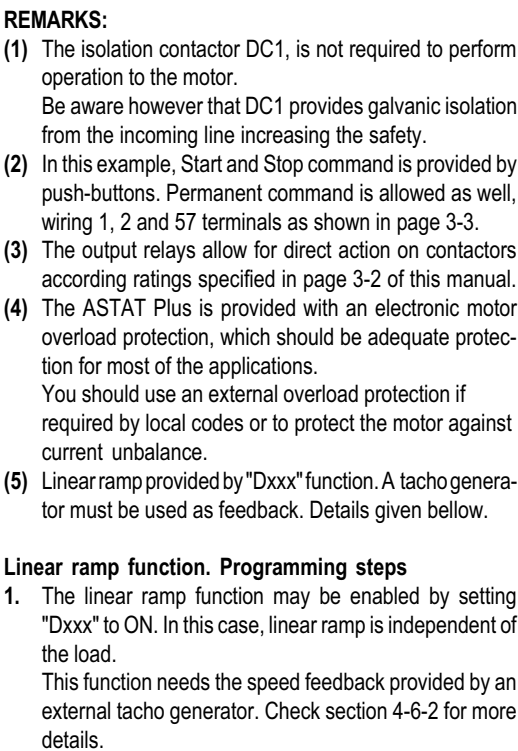 REMARKS:
(1) The isolation contactor DC1, is not required to perform
operation to the motor.
Be aware however that DC1 provides galvanic isolation
from the incoming line increasing the safety.
(2) In this example, Start and Stop command is provided by
push-buttons. Permanent command is allowed as well,
wiring 1, 2 and 57 terminals as shown in page 3-3.
(3) The output relays allow for direct action on contactors
according ratings specified in page 3-2 of this manual.
(4) The ASTAT Plus is provided with an electronic motor
overload protection, which should be adequate protec-
tion for most of the applications.
You should use an external overload protection if
required by local codes or to protect the motor against
current unbalance.
(5) Linear ramp provided by "Dxxx" function. A tacho genera-
tor must be used as feedback. Details given bellow.
Linear ramp function. Programming steps
1. The linear ramp function may be enabled by setting
"Dxxx" to ON. In this case, linear ramp is independent of
the load.
This function needs the speed feedback provided by an
external tacho generator. Check section 4-6-2 for more
details.